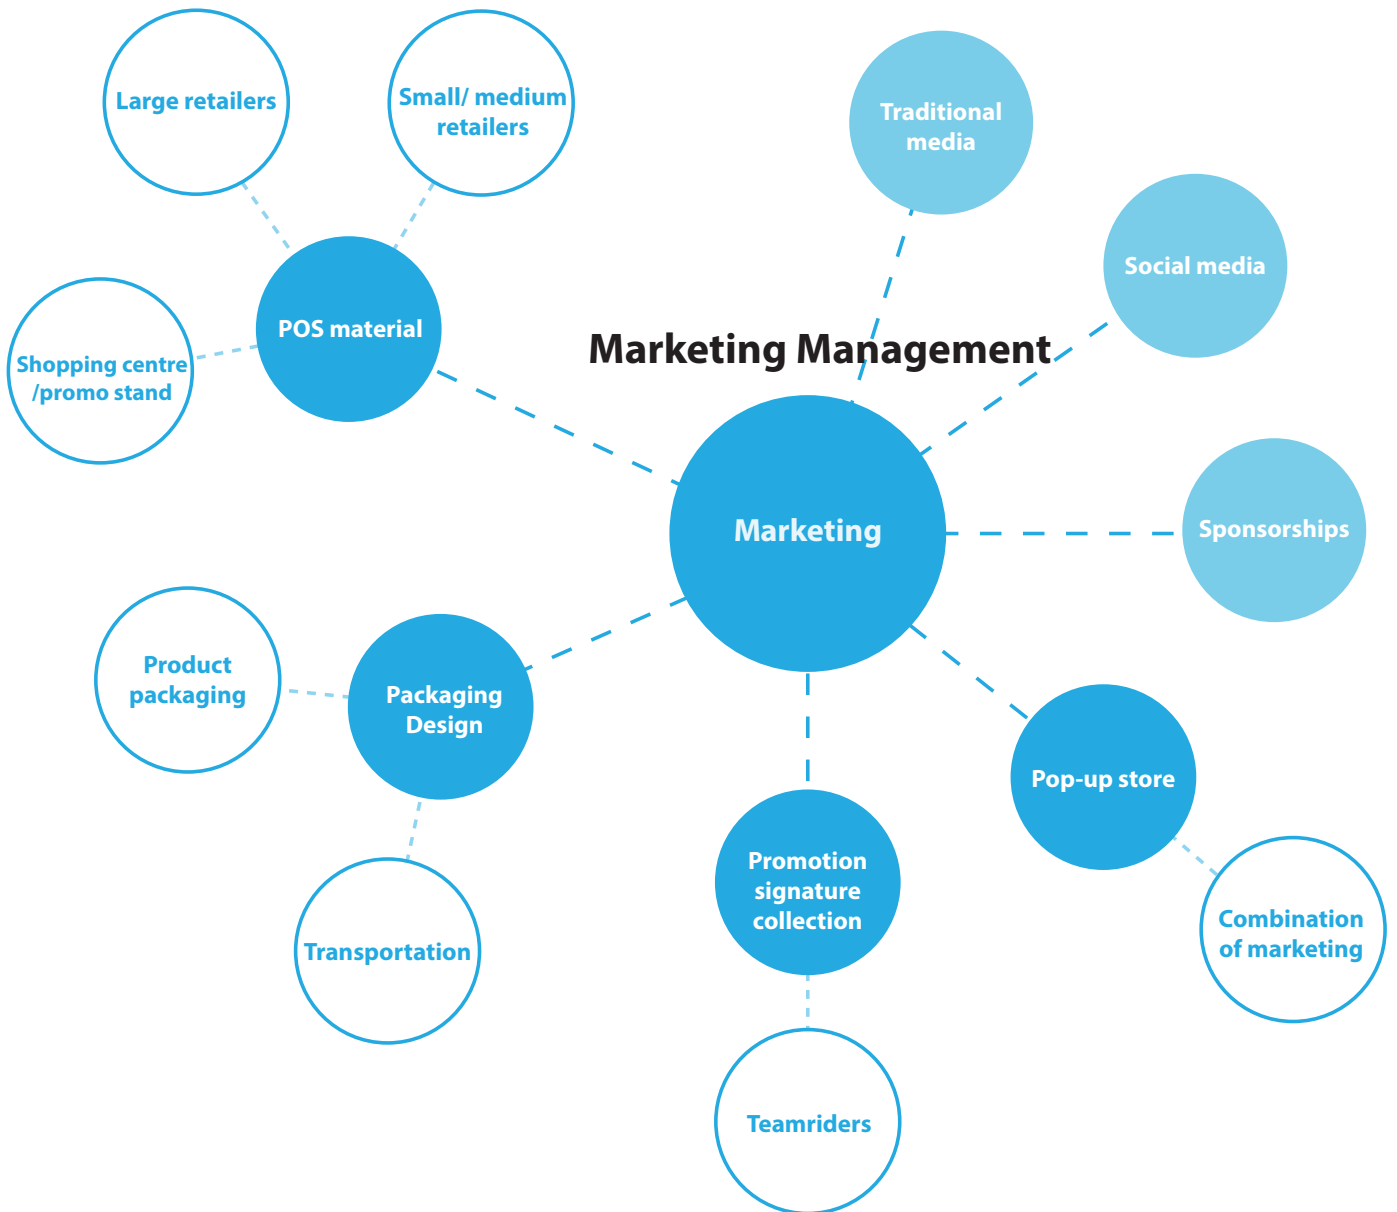 Large retailers
Small/ medium
retailers
Traditional
media
Social media
POS material
Marketing Management
Shopping centre
/promo stand
Marketing
Sponsorships
Product
packaging
Packaging
Design
Pop-up store
Promotion
signature
collection
Combination
of marketing
Transportation
Teamriders